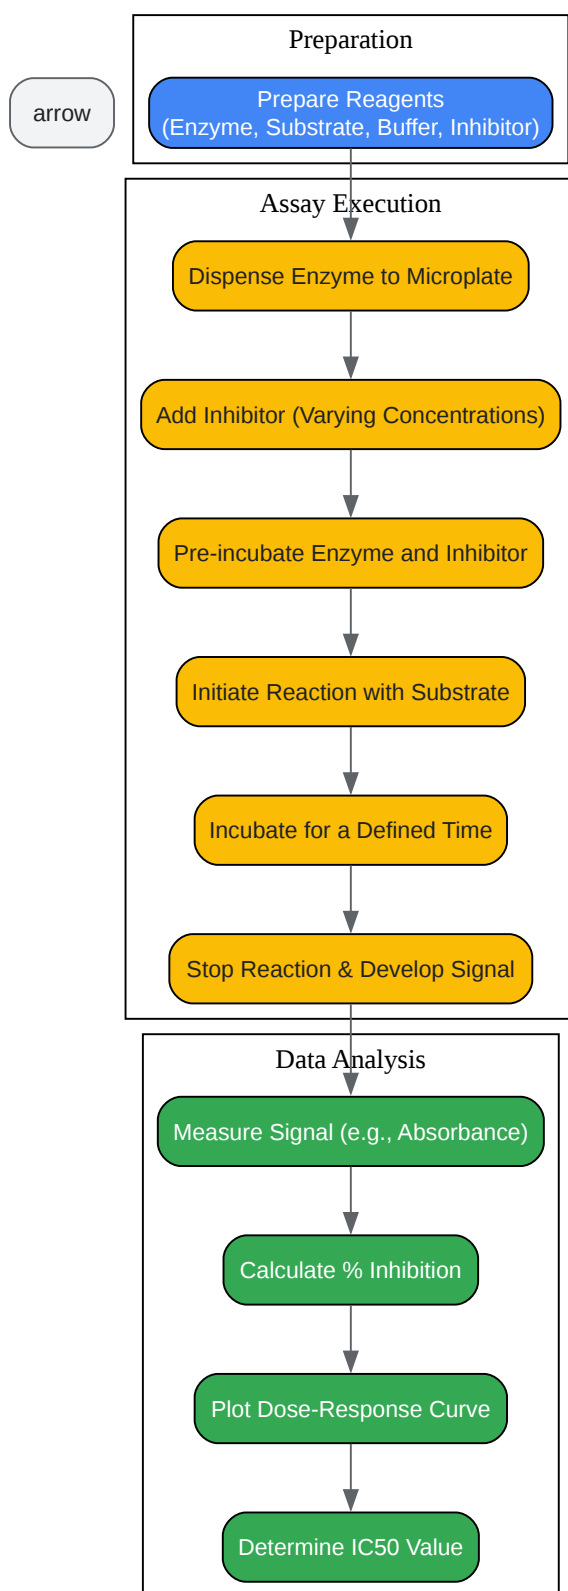 Preparation
arrow
Prepare Reagents
(Enzyme, Substrate, Buffer, Inhibitor)
Assay Execution
Dispense Enzyme to Microplate
Add Inhibitor (Varying Concentrations)
Pre-incubate Enzyme and Inhibitor
Initiate Reaction with Substrate
Incubate for a Defined Time
Stop Reaction & Develop Signal
Data Analysis
Measure Signal (e.g., Absorbance)
Calculate % Inhibition
Plot Dose-Response Curve
Determine IC50 Value